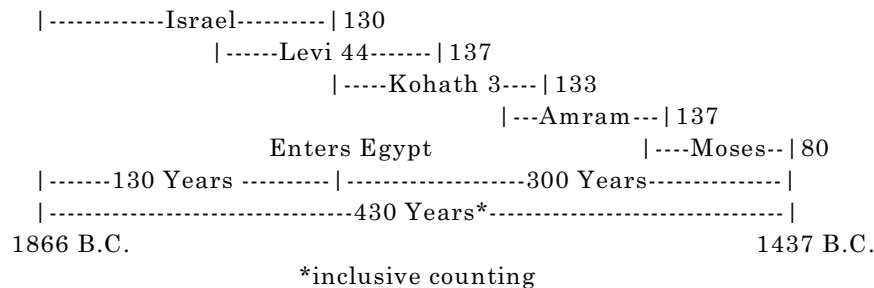 |-------------Israel----------|130
|------Levi 44-------|137
|-----Kohath 3----|133
|---Amram---|137
Enters Egypt |----Moses--|80
|-------130 Years ----------|--------------------300 Years---------------|
|----------------------------------430 Years*---------------------------------|
1866 B.C. 1437 B.C.
*inclusive counting